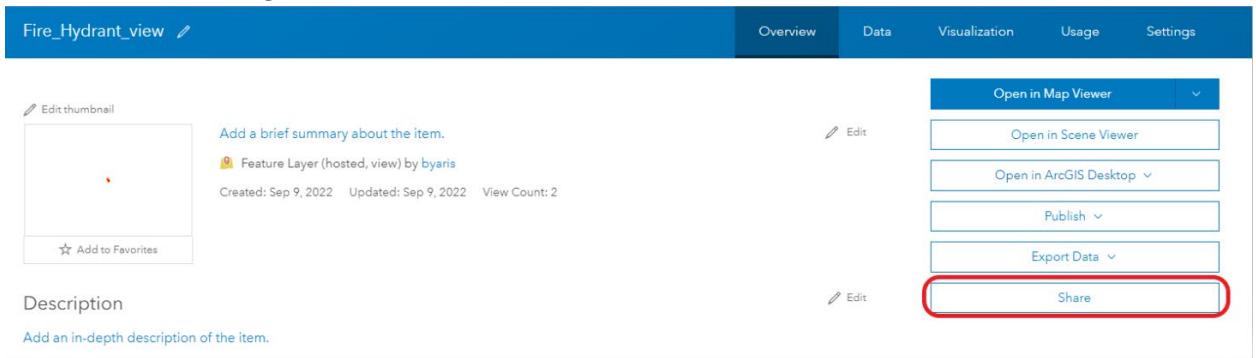 Fire_Hydrant_view
Overview Data Visualization Usage Settings
Edit thumbnail
Add to Favorites
Add a brief summary about the item.
Edit
Feature Layer (hosted, view) by byaris
Created: Sep 9, 2022 Updated: Sep 9, 2022 View Count: 2
Open in Map Viewer
Open in Scene Viewer
Open in ArcGIS Desktop
Publish
Export Data
Share
Description
Edit
Add an in-depth description of the item.